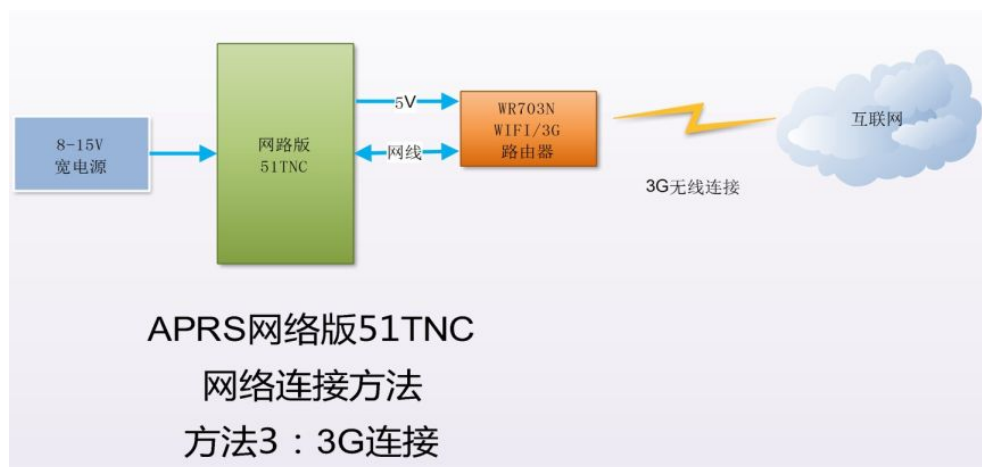 8-15V
宽电源
网路版
51TNC
5V
网线
WR703N
WIFI/3G
路由器
3G无线连接
互联网
APRS网络版51TNC
网络连接方法
方法3：3G连接